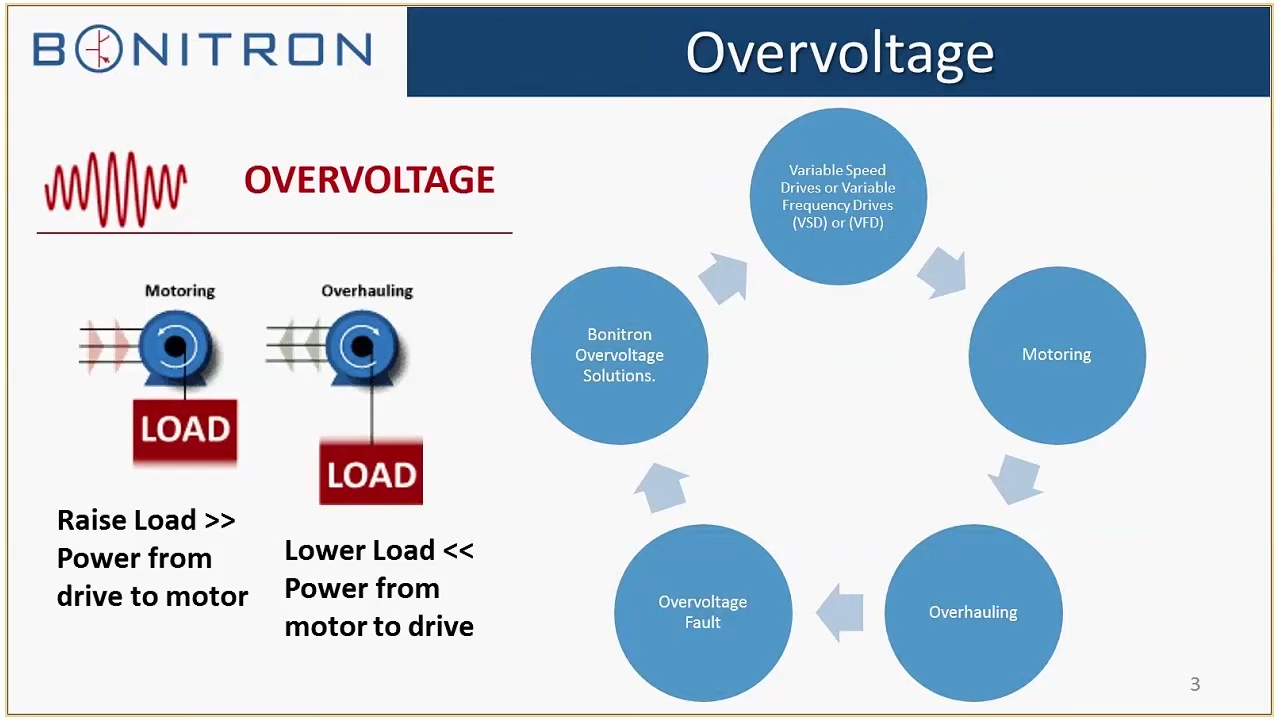 BONITRON
Overvoltage
OVERVOLTAGE
Motoring
Overhauling
LOAD
LOAD
Raise Load >>
Power from
drive to motor
Lower Load <<
Power from
motor to drive
Variable Speed
Drives or Variable
Frequency Drives
(VSD) or (VFD)
Motoring
Overhauling
Overvoltage
Fault
Bonitron
Overvoltage
Solutions.
3